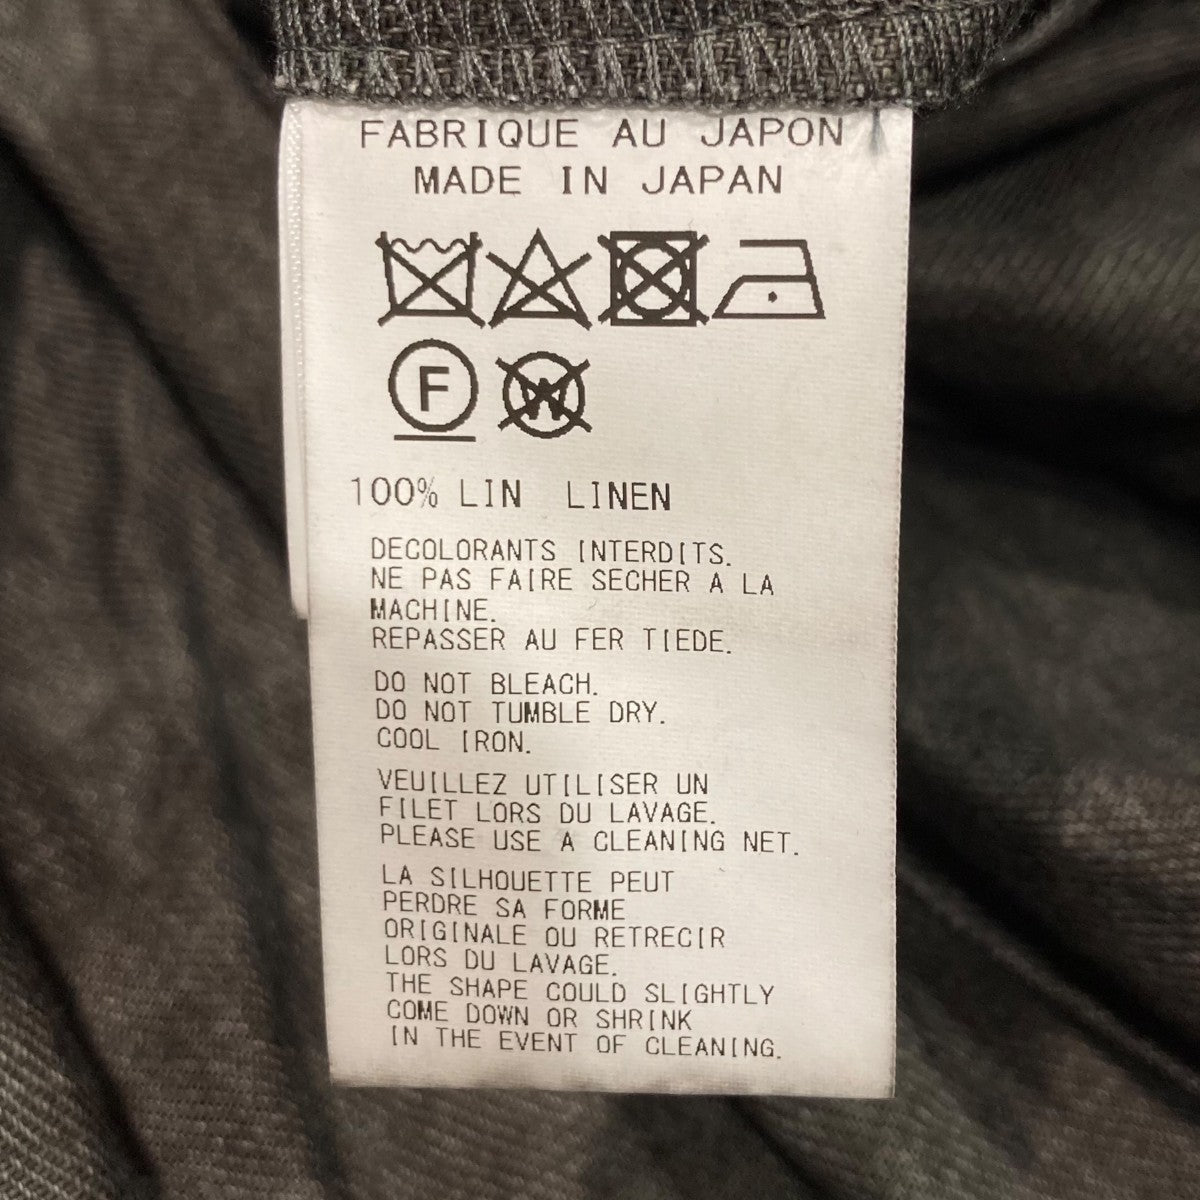 FABRIQUE AU JAPON
MADE IN JAPAN
F W
100% LIN LINEN
DECOLORANTS INTERDITS.
NE PAS FAIRE SECHER A LA
MACHINE.
REPASSER AU FER TIEDE.
DO NOT BLEACH.
DO NOT TUMBLE DRY.
COOL IRON.
VEUILLEZ UTILISER UN
FILET LORS DU LAVAGE.
PLEASE USE A CLEANING NET.
LA SILHOUETTE PEUT
PERDRE SA FORME
ORIGINALE OU RETRECIR
LORS DU LAVAGE.
THE SHAPE COULD SLIGHTLY
COME DOWN OR SHRINK
IN THE EVENT OF CLEANING.